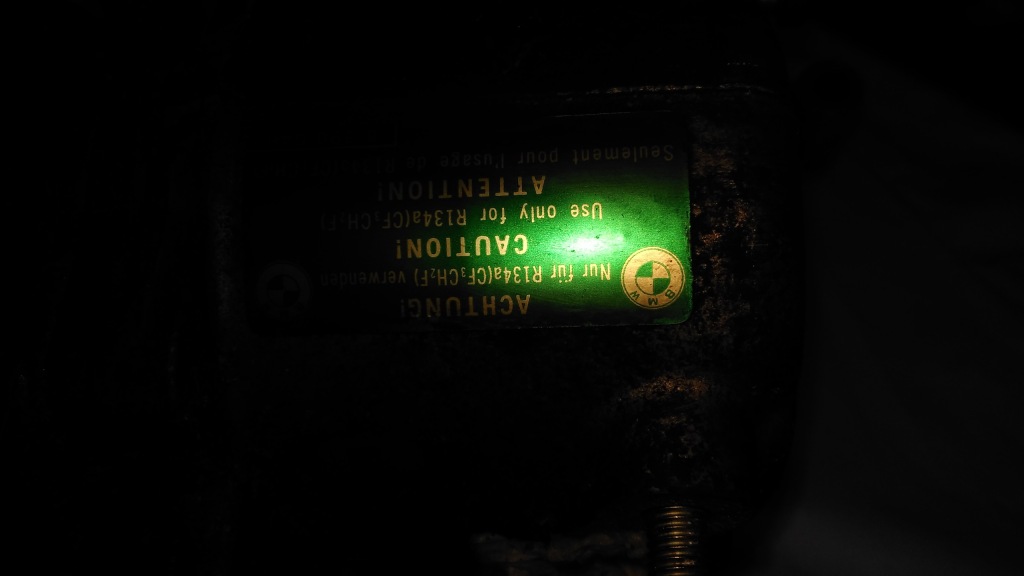 ACHTUNG!
Nur für R134a(CF₃CH₂F) verwenden
CAUTION!
Use only for R134a(CF₃CH₂F)
ATTENTION!
Seulement pour l'usage de
BMW